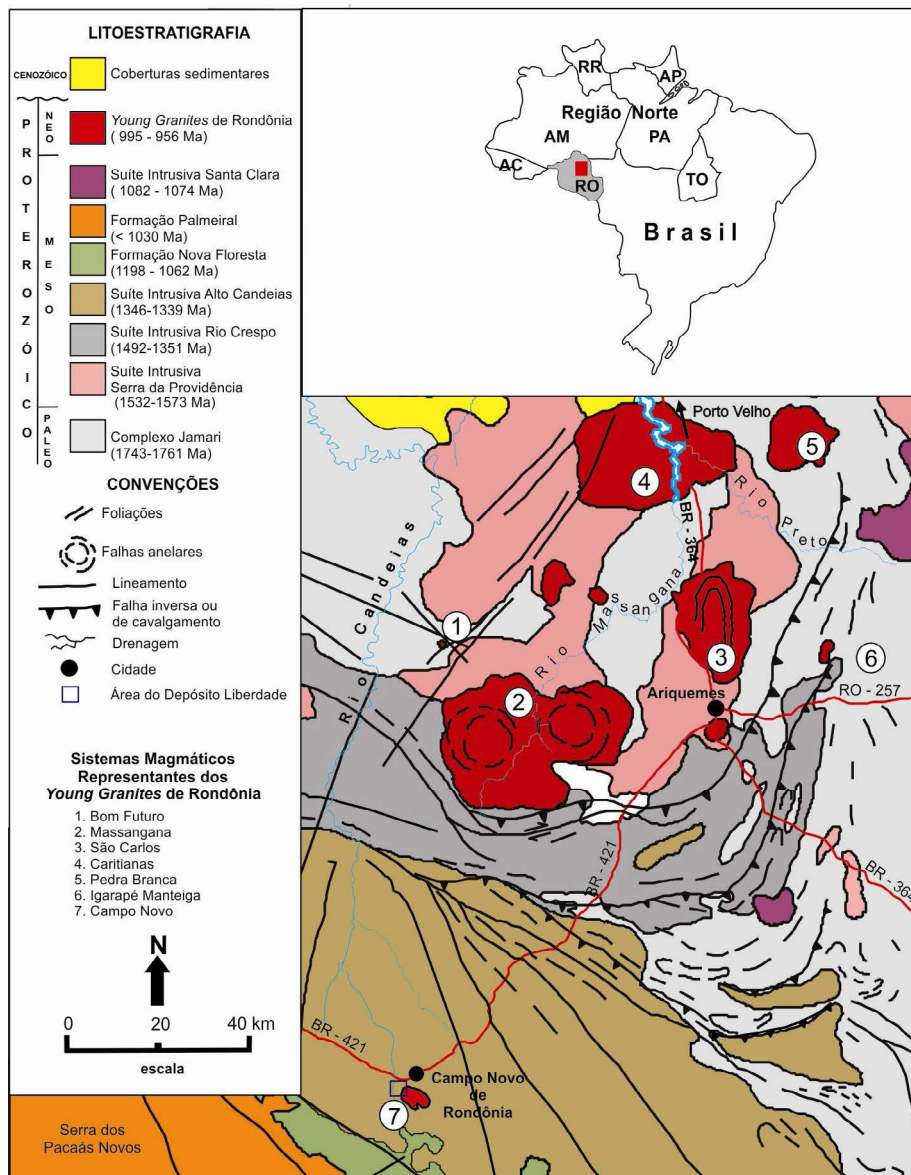 LITOESTRATIGRAFIA
CENOZÓICO
Coberturas sedimentares
PROTEROZÓICO
NEO
Young Granites de Rondônia
(995 - 956 Ma)
MESO
Suíte Intrusiva Santa Clara
( 1082 - 1074 Ma)
Formação Palmeiral
(< 1030 Ma)
Formação Nova Floresta
(1198 - 1062 Ma)
Suíte Intrusiva Alto Candeias
(1346-1339 Ma)
Suíte Intrusiva Rio Crespo
(1492-1351 Ma)
Suíte Intrusiva
Serra da Providência
(1532-1573 Ma)
PALEO
Complexo Jamari
(1743-1761 Ma)
CONVENÇÕES
Foliações
Falhas anelares
Lineamento
Falha inversa ou
de cavalgamento
Drenagem
Cidade
Área do Depósito Liberdade
Sistemas Magmáticos
Representantes dos
Young Granites de Rondônia
1. Bom Futuro
2. Massangana
3. São Carlos
4. Caritianas
5. Pedra Branca
6. Igarapé Manteiga
7. Campo Novo
N
0 20 40 km
escala
RR
AP
Região Norte
AM
PA
AC
RO
TO
Brasil
Porto Velho
5
4
Rio Preto
BR - 364
Rio Candeias
Rio Massangana
1
3
6
Ariquemes
RO - 257
2
BR - 421
BR - 364
BR - 421
Campo Novo
de
Rondônia
7
Serra dos
Pacaás Novos